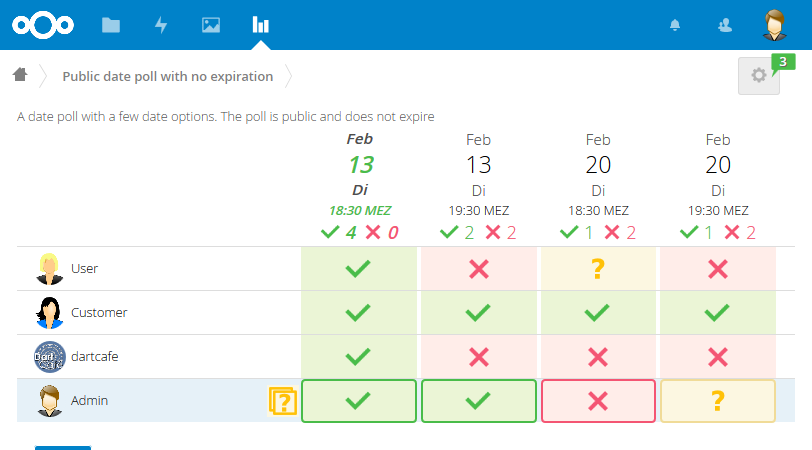 3
Public date poll with no expiration
A date poll with a few date options. The poll is public and does not expire
Feb Feb Feb Feb
13 13 20 20
Di Di Di Di
18:30 MEZ 19:30 MEZ 18:30 MEZ 19:30 MEZ
4 0 2 2 1 2 1 2
User ?
Customer
dartcafe
Admin ? ?